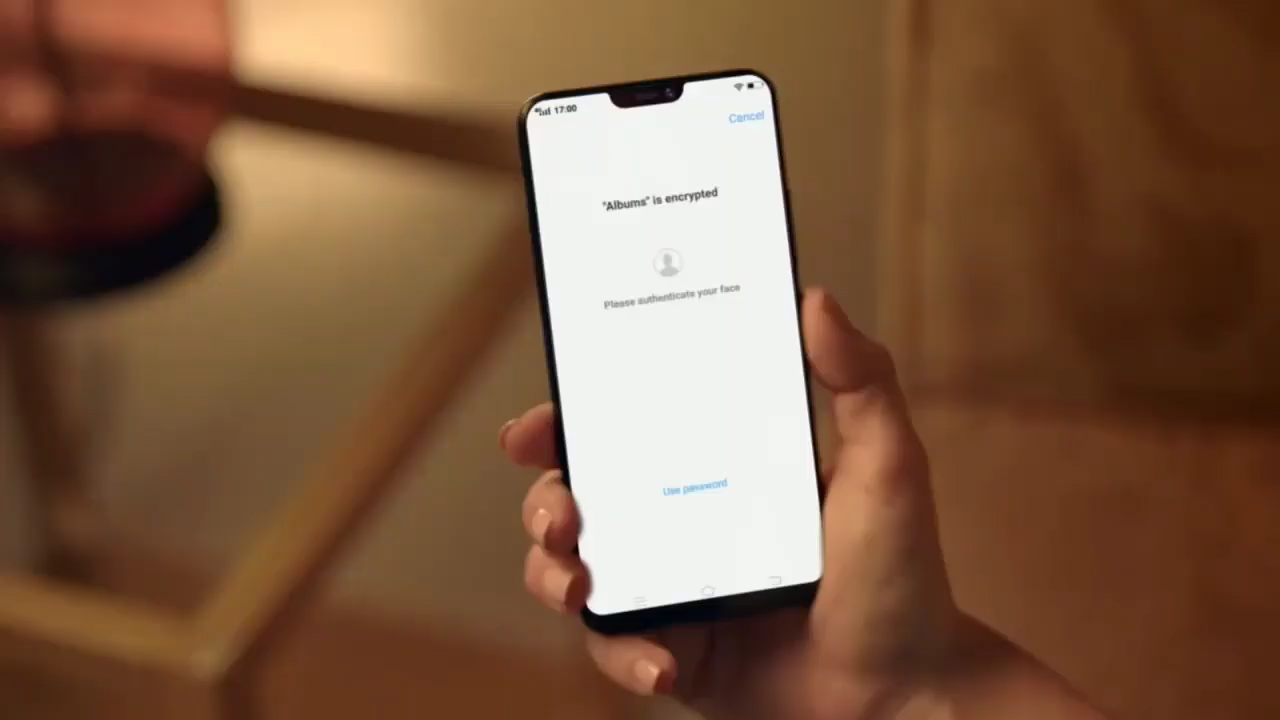 17:00
Cancel
"Albums" is encrypted
Please authenticate your face
Use password